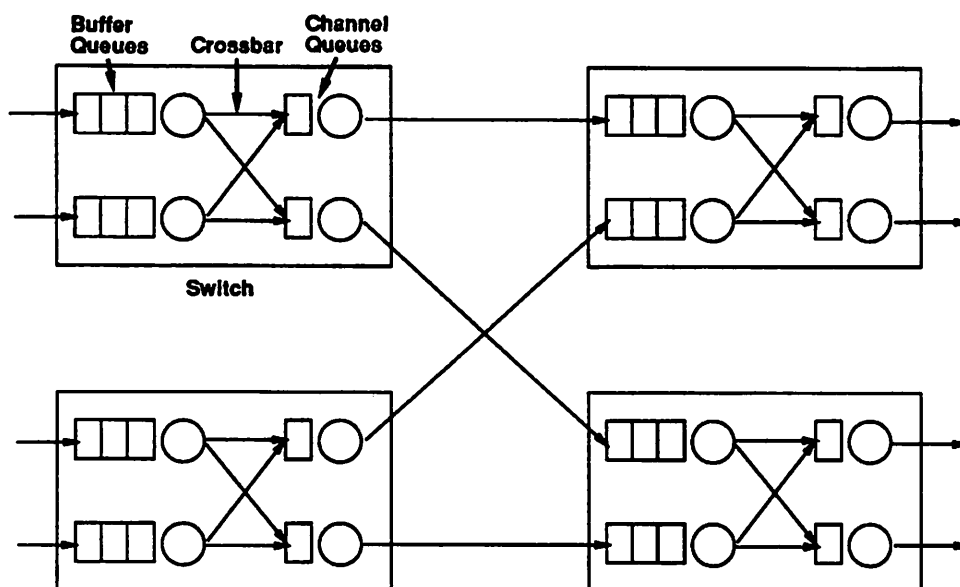 Buffer
Queues
Crossbar
Channel
Queues
Switch